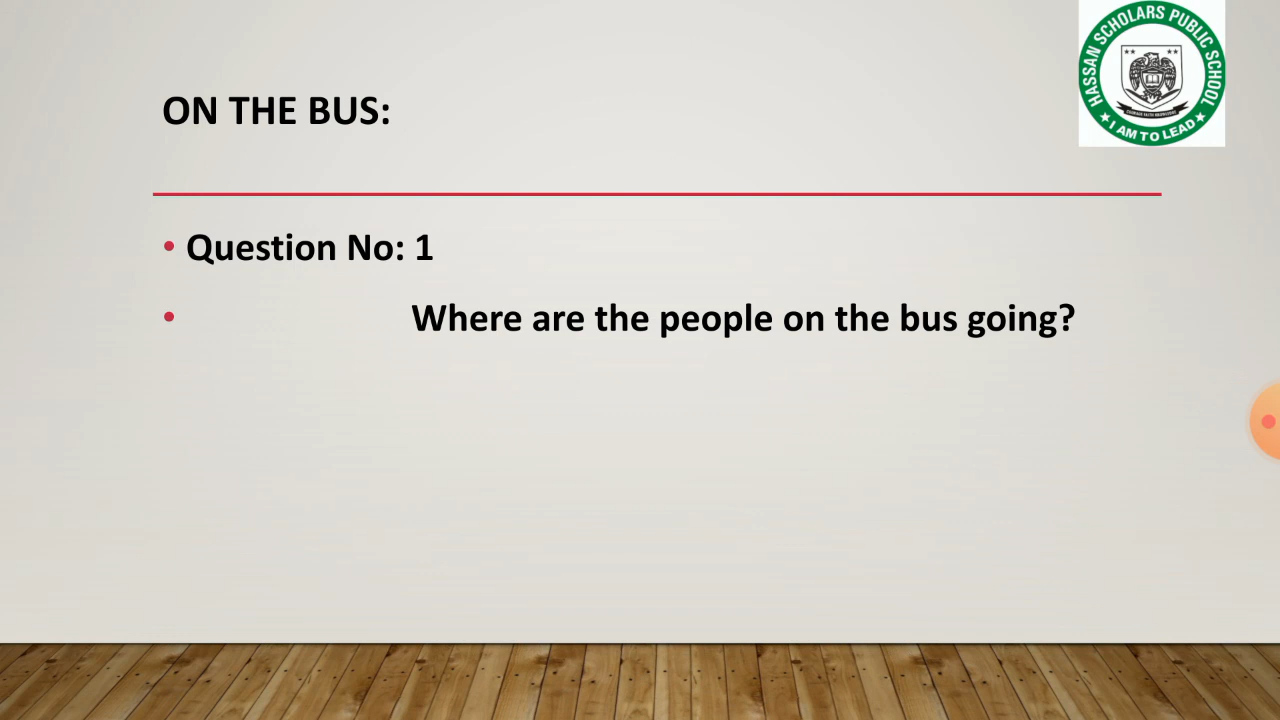 HASSAN SCHOLARS PUBLIC SCHOOL
★ I AM TO LEAD ★
ON THE BUS:
• Question No: 1
• Where are the people on the bus going?